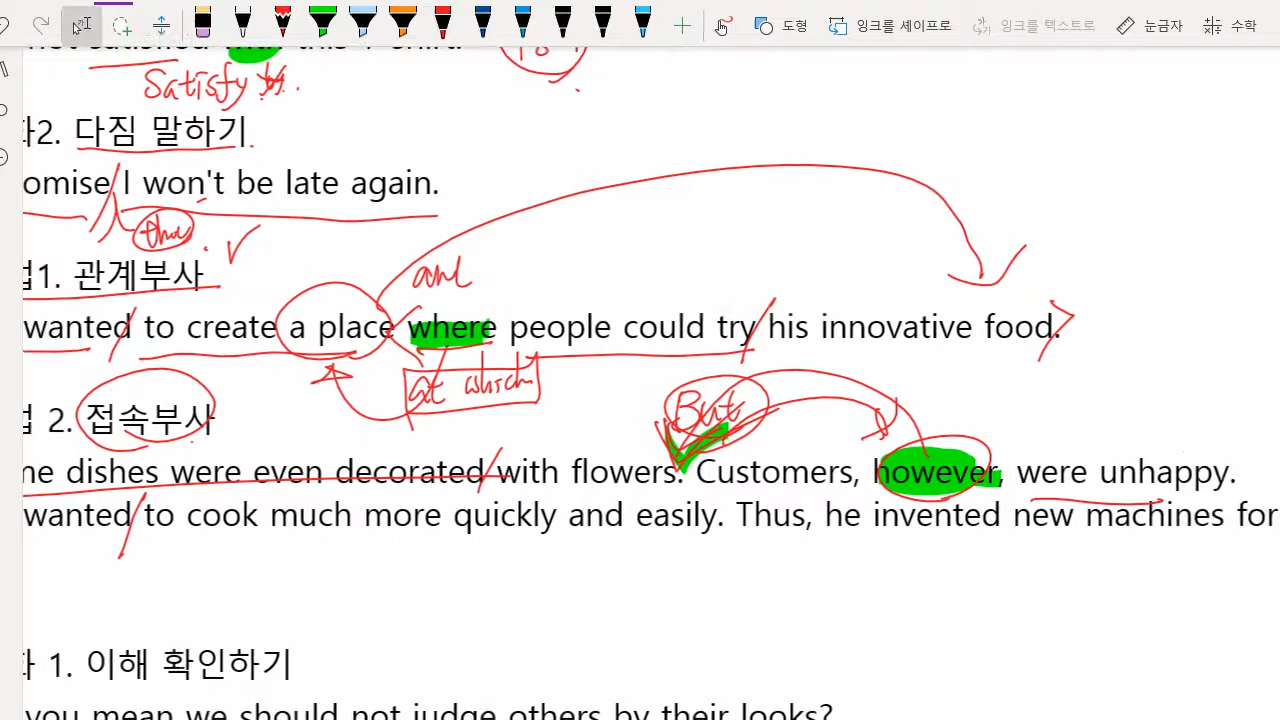 도형 잉크를 셰이프로 잉크를 텍스트로 눈금자 수학
satisfied with this T-shirt.
Satisfy
2. 다짐 말하기
omise I won't be late again.
that
1. 관계부사
and
wanted to create a place where people could try his innovative food.
at which
2. 접속부사
But
me dishes were even decorated with flowers. Customers, however, were unhappy.
wanted to cook much more quickly and easily. Thus, he invented new machines for
1. 이해 확인하기
you mean we should not judge others by their looks?